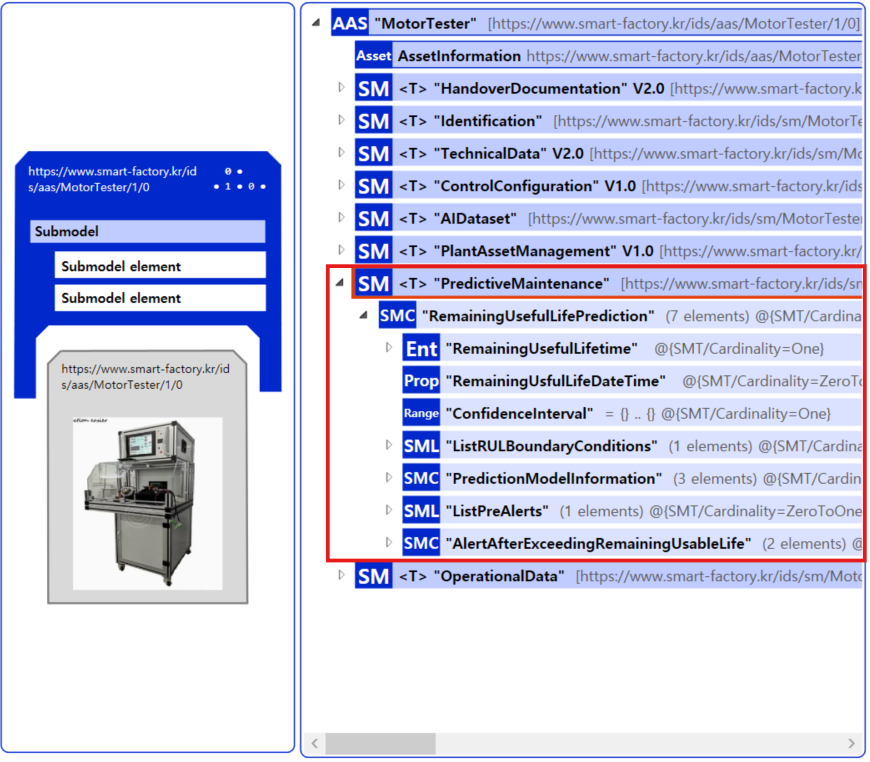 https://www.smart-factory.kr/id
s/aas/MotorTester/1/0
0
1 0
Submodel
Submodel element
Submodel element
https://www.smart-factory.kr/id
s/aas/MotorTester/1/0
AAS "MotorTester" [https://www.smart-factory.kr/ids/aas/MotorTester/1/0]
Asset AssetInformation https://www.smart-factory.kr/ids/aas/MotorTester
SM <T> "HandoverDocumentation" V2.0 [https://www.smart-factory.k
SM <T> "Identification" [https://www.smart-factory.kr/ids/sm/MotorTe
SM <T> "TechnicalData" V2.0 [https://www.smart-factory.kr/ids/sm/Mo
SM <T> "ControlConfiguration" V1.0 [https://www.smart-factory.kr/ids
SM <T> "AIDataset" [https://www.smart-factory.kr/ids/sm/MotorTester
SM <T> "PlantAssetManagement" V1.0 [https://www.smart-factory.kr/
SM <T> "PredictiveMaintenance" [https://www.smart-factory.kr/ids/sm
SMC "RemainingUsefulLifePrediction" (7 elements) @{SMT/Cardina
Ent "RemainingUsefulLifetime" @{SMT/Cardinality=One}
Prop "RemainingUsfulLifeDateTime" @{SMT/Cardinality=ZeroTo
Range "ConfidenceInterval" = {} .. {} @{SMT/Cardinality=One}
SML "ListRULBoundaryConditions" (1 elements) @{SMT/Cardina
SMC "PredictionModelInformation" (3 elements) @{SMT/Cardin
SML "ListPreAlerts" (1 elements) @{SMT/Cardinality=ZeroToOne
SMC "AlertAfterExceedingRemainingUsableLife" (2 elements) @
SM <T> "OperationalData" [https://www.smart-factory.kr/ids/sm/Moto